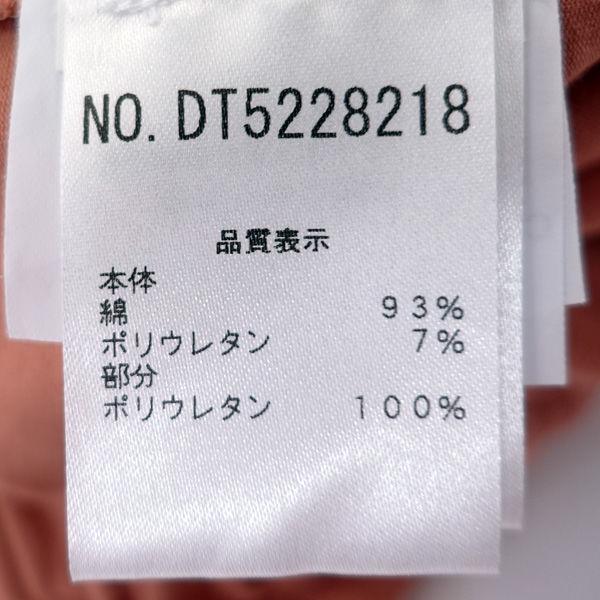 NO. DT5228218
品質表示
本体
綿 93%
ポリウレタン 7%
部分
ポリウレタン 100%